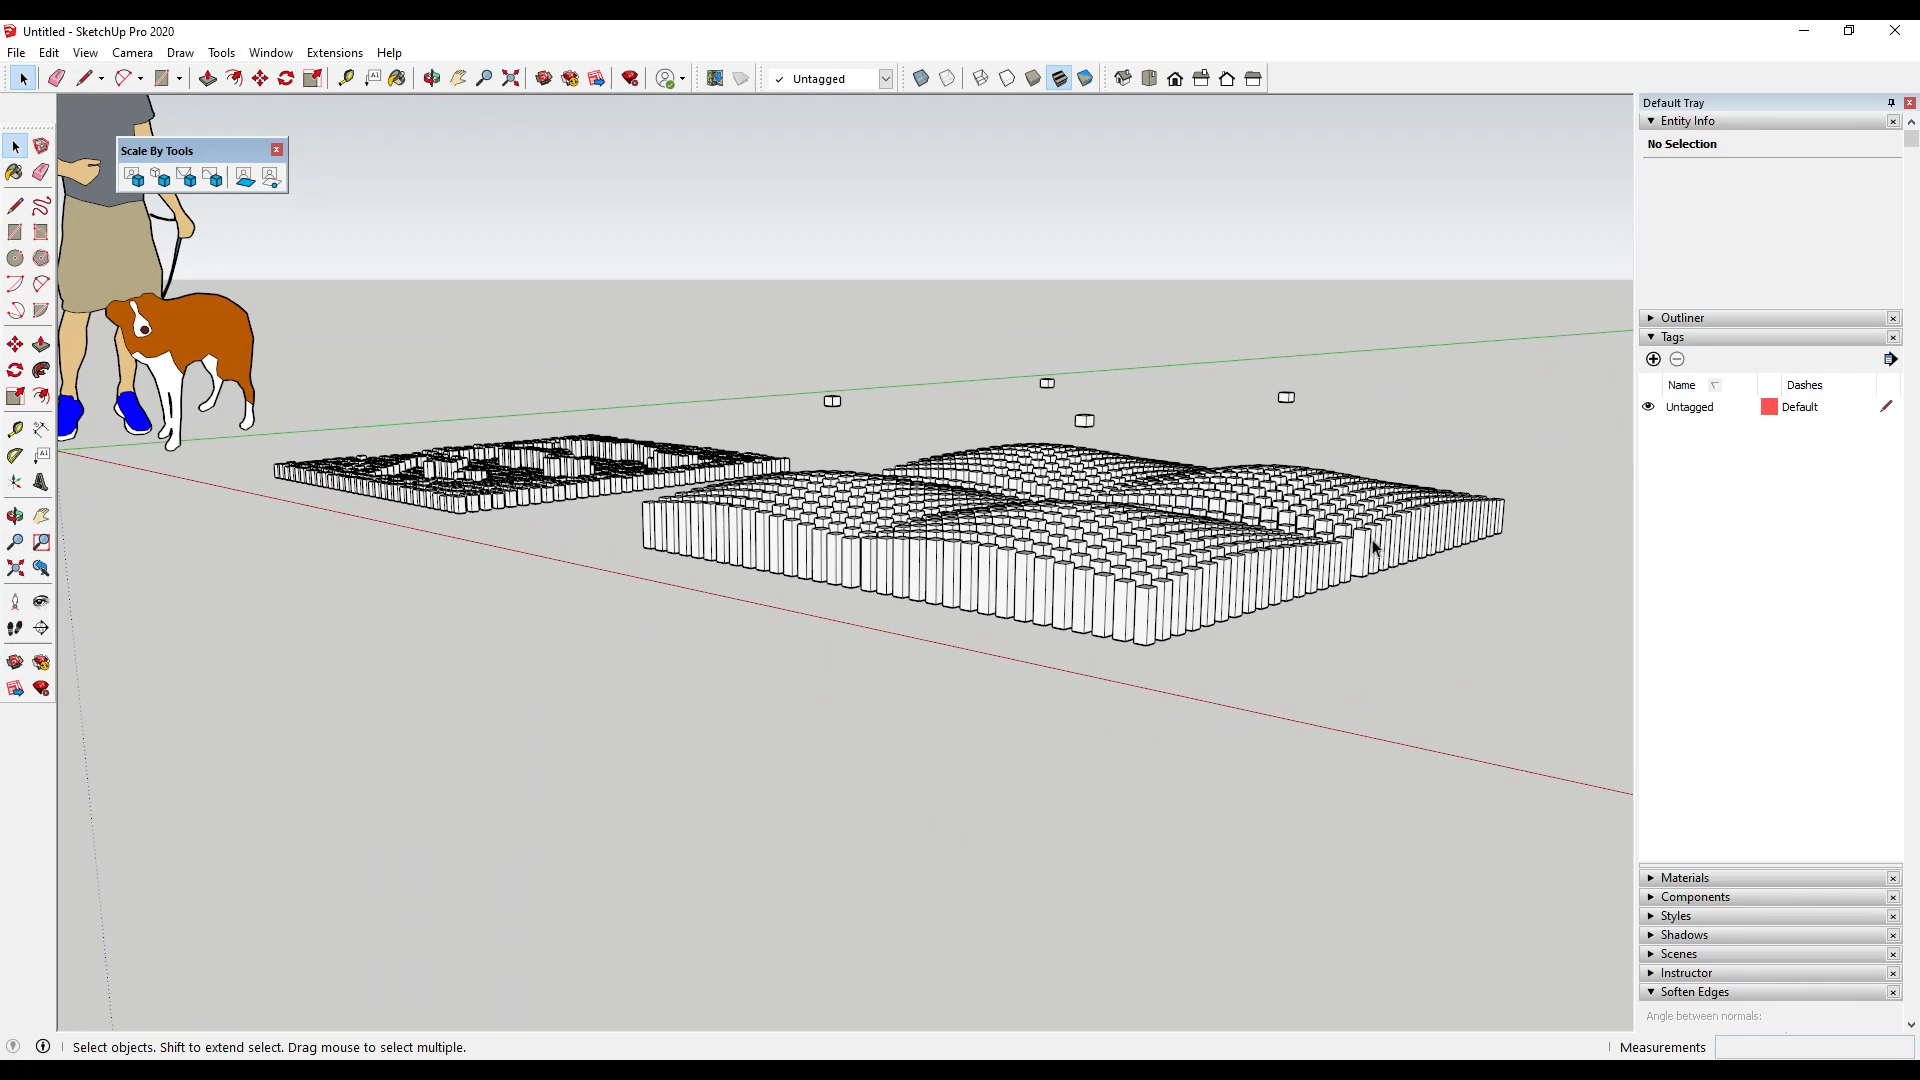 Untitled - SketchUp Pro 2020
File Edit View Camera Draw Tools Window Extensions Help
A1 ✓ Untagged
Default Tray
Entity Info
No Selection
Scale By Tools
Outliner
Tags
Name Dashes
Untagged Default
A1
Materials
Components
Styles
Shadows
Scenes
Instructor
Soften Edges
Angle between normals:
Select objects. Shift to extend select. Drag mouse to select multiple.
Measurements